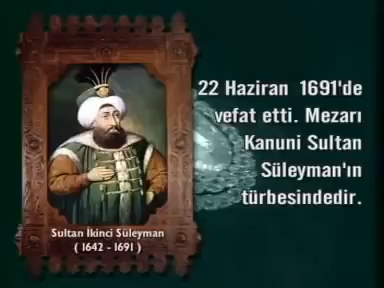 22 Haziran 1691'de
vefat etti. Mezarı
Kanuni Sultan
Süleyman'ın
türbesindedir.
Sultan İkinci Süleyman
( 1642 - 1691 )